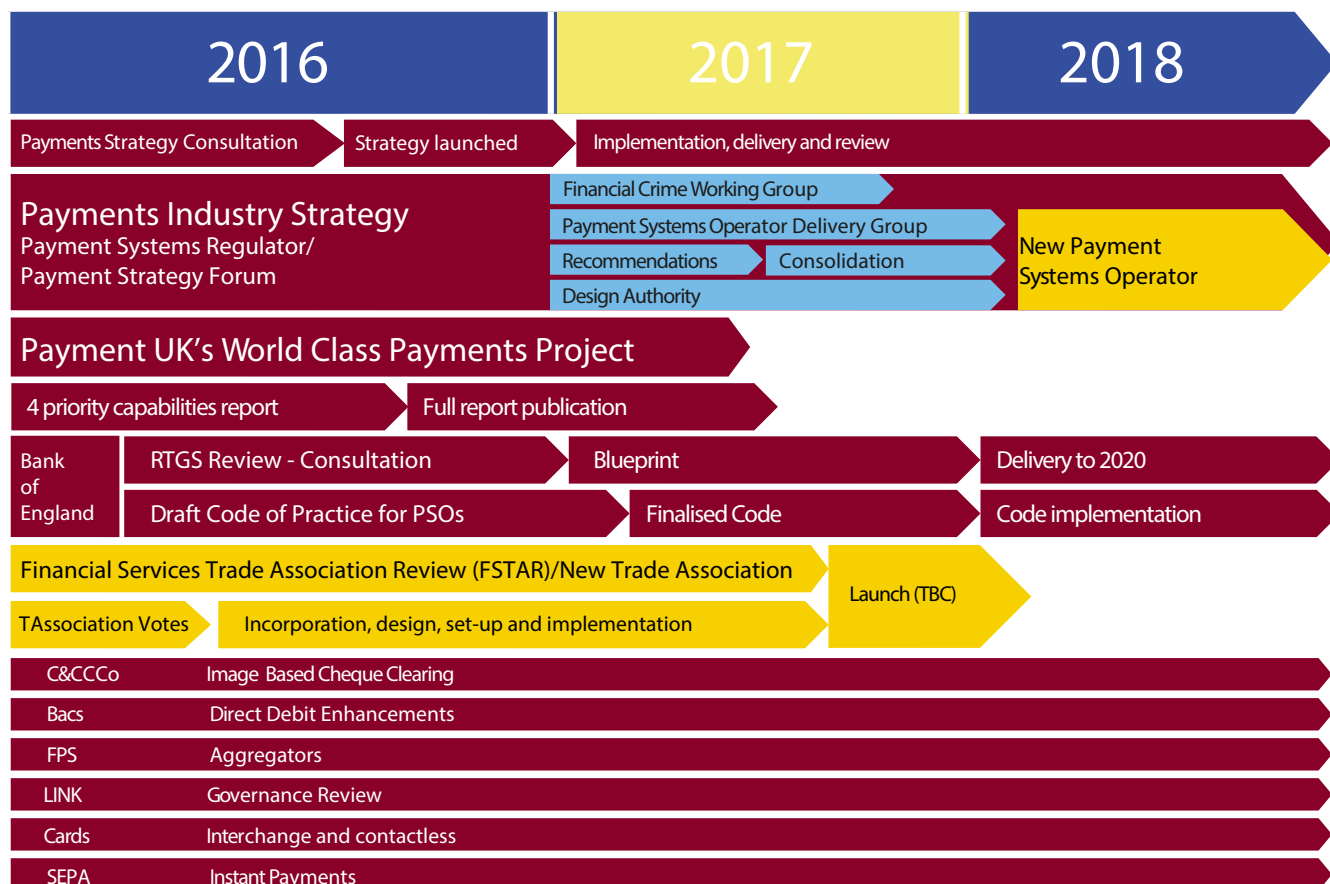 2016
2017
2018
Payments Strategy Consultation
Strategy launched
Implementation, delivery and review
Payments Industry Strategy
Payment Systems Regulator/
Payment Strategy Forum
Financial Crime Working Group
Payment Systems Operator Delivery Group
Recommendations
Consolidation
Design Authority
New Payment
Systems Operator
Payment UK's World Class Payments Project
4 priority capabilities report
Full report publication
Bank
of
England
RTGS Review - Consultation
Blueprint
Delivery to 2020
Draft Code of Practice for PSOs
Finalised Code
Code implementation
Financial Services Trade Association Review (FSTAR)/New Trade Association
Launch (TBC)
TAssociation Votes
Incorporation, design, set-up and implementation
C&CCCo Image Based Cheque Clearing
Bacs Direct Debit Enhancements
FPS Aggregators
LINK Governance Review
Cards Interchange and contactless
SEPA Instant Payments